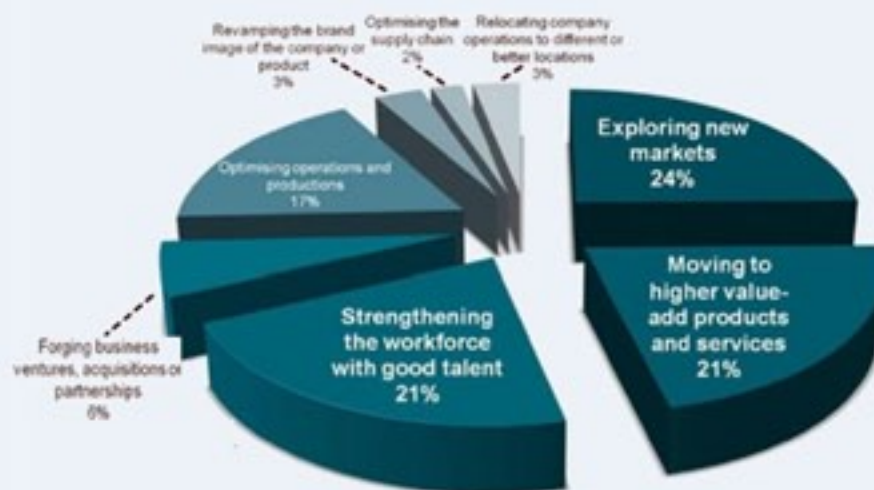 Revamping the brand
image of the company or
product
3%
Optimising the
supply chain
2%
Relocating company
operations to different or
better locations
3%
Exploring new
markets
24%
Optimising operations and
productions
17%
Moving to
higher value-
add products
and services
21%
Strengthening
the workforce
with good talent
21%
Forging business
ventures, acquisitions or
partnerships
6%